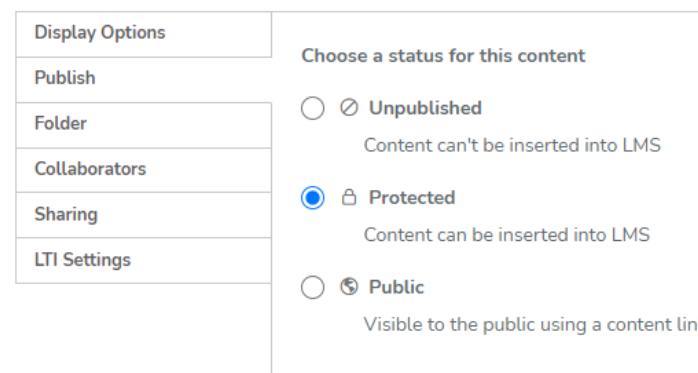 Display Options
Publish
Folder
Collaborators
Sharing
LTI Settings
Choose a status for this content
Unpublished
Content can't be inserted into LMS
Protected
Content can be inserted into LMS
Public
Visible to the public using a content lin